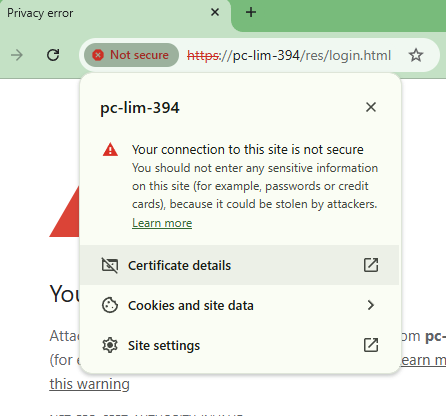 Privacy error
Not secure
https://pc-lim-394/res/login.html
pc-lim-394
Your connection to this site is not secure
You should not enter any sensitive information
on this site (for example, passwords or credit
cards), because it could be stolen by attackers.
Learn more
Certificate details
Cookies and site data
Site settings
You
Attac om pc-
(for e earn m
this warning